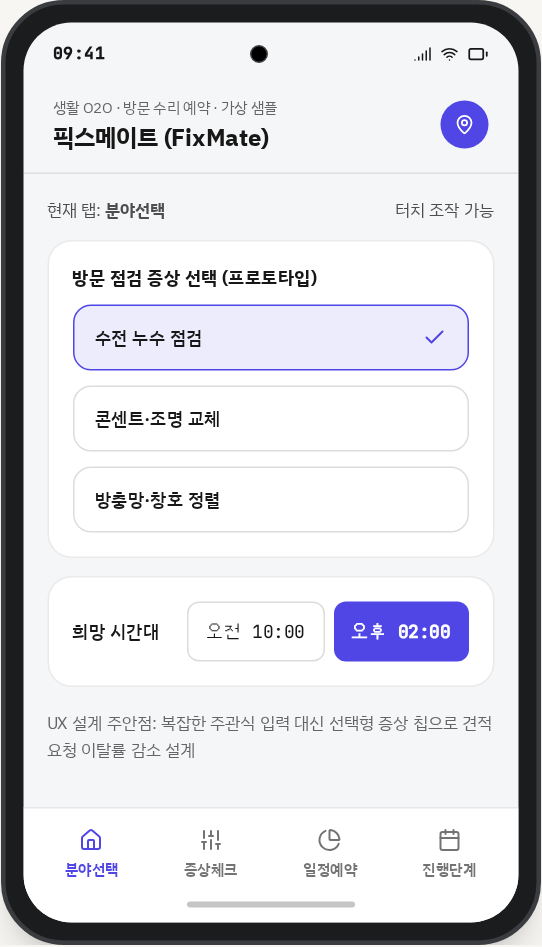 09:41
생활 O2O · 방문 수리 예약 · 가상 샘플
픽스메이트 (FixMate)
현재 탭: 분야선택
터치 조작 가능
방문 점검 증상 선택 (프로토타입)
수전 누수 점검
콘센트·조명 교체
방충망·창호 정렬
희망 시간대
오전 10:00
오후 02:00
UX 설계 주안점: 복잡한 주관식 입력 대신 선택형 증상 칩으로 견적
요청 이탈률 감소 설계
분야선택
증상체크
일정예약
진행단계